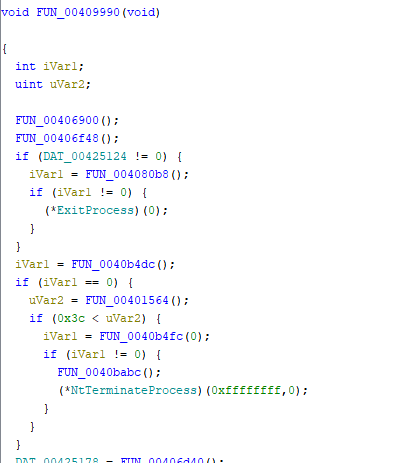 void FUN_00409990(void)
{
int iVar1;
uint uVar2;
FUN_00406900();
FUN_00406f48();
if (DAT_00425124 != 0) {
iVar1 = FUN_004080b8();
if (iVar1 != 0) {
(*ExitProcess)(0);
}
}
iVar1 = FUN_0040b4dc();
if (iVar1 == 0) {
uVar2 = FUN_00401564();
if (0x3c < uVar2) {
iVar1 = FUN_0040b4fc(0);
if (iVar1 != 0) {
FUN_0040babc();
(*NtTerminateProcess)(0xffffffff,0);
}
}
}
DAT_00425178 = FUN_00406d40();